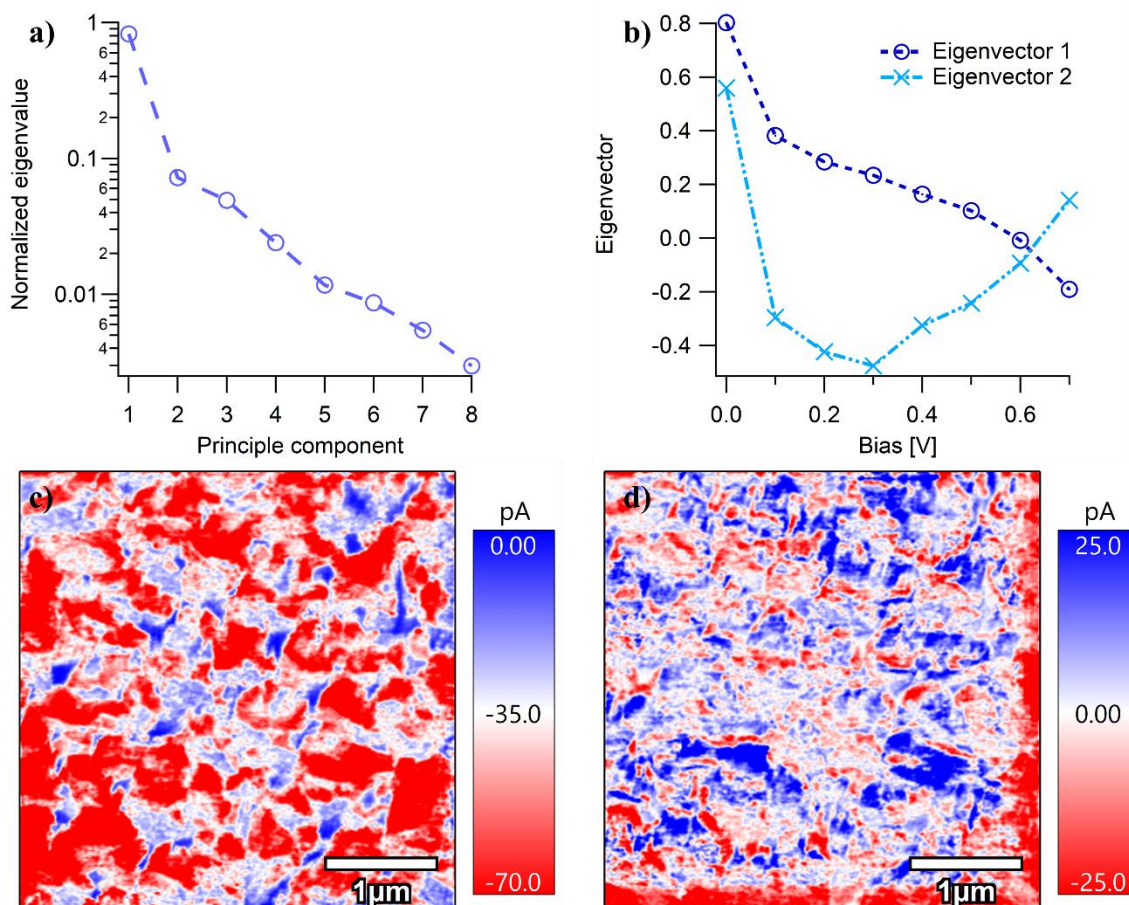 a)
1
6
4
2
0.1
6
4
2
0.01
6
4
Normalized eigenvalue
1 2 3 4 5 6 7 8
Principle component
b)
0.8
0.6
0.4
0.2
0.0
-0.2
-0.4
Eigenvector
Eigenvector 1
Eigenvector 2
0.0 0.2 0.4 0.6
Bias [V]
c)
1µm
pA
0.00
-35.0
-70.0
d)
1µm
pA
25.0
0.00
-25.0